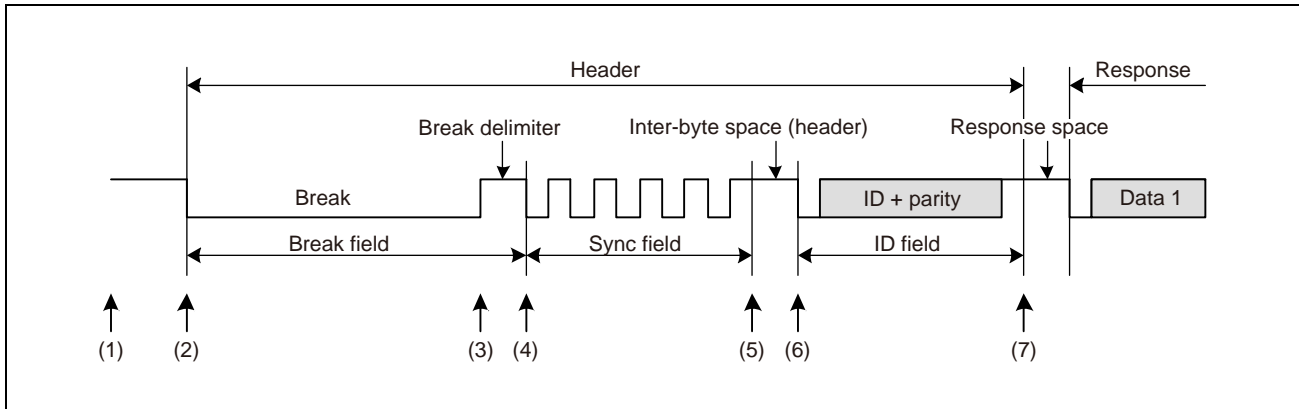 Header
Response
Break delimiter
Inter-byte space (header)
Response space
Break
ID + parity
Data 1
Break field
Sync field
ID field
(1)
(2)
(3)
(4)
(5)
(6)
(7)